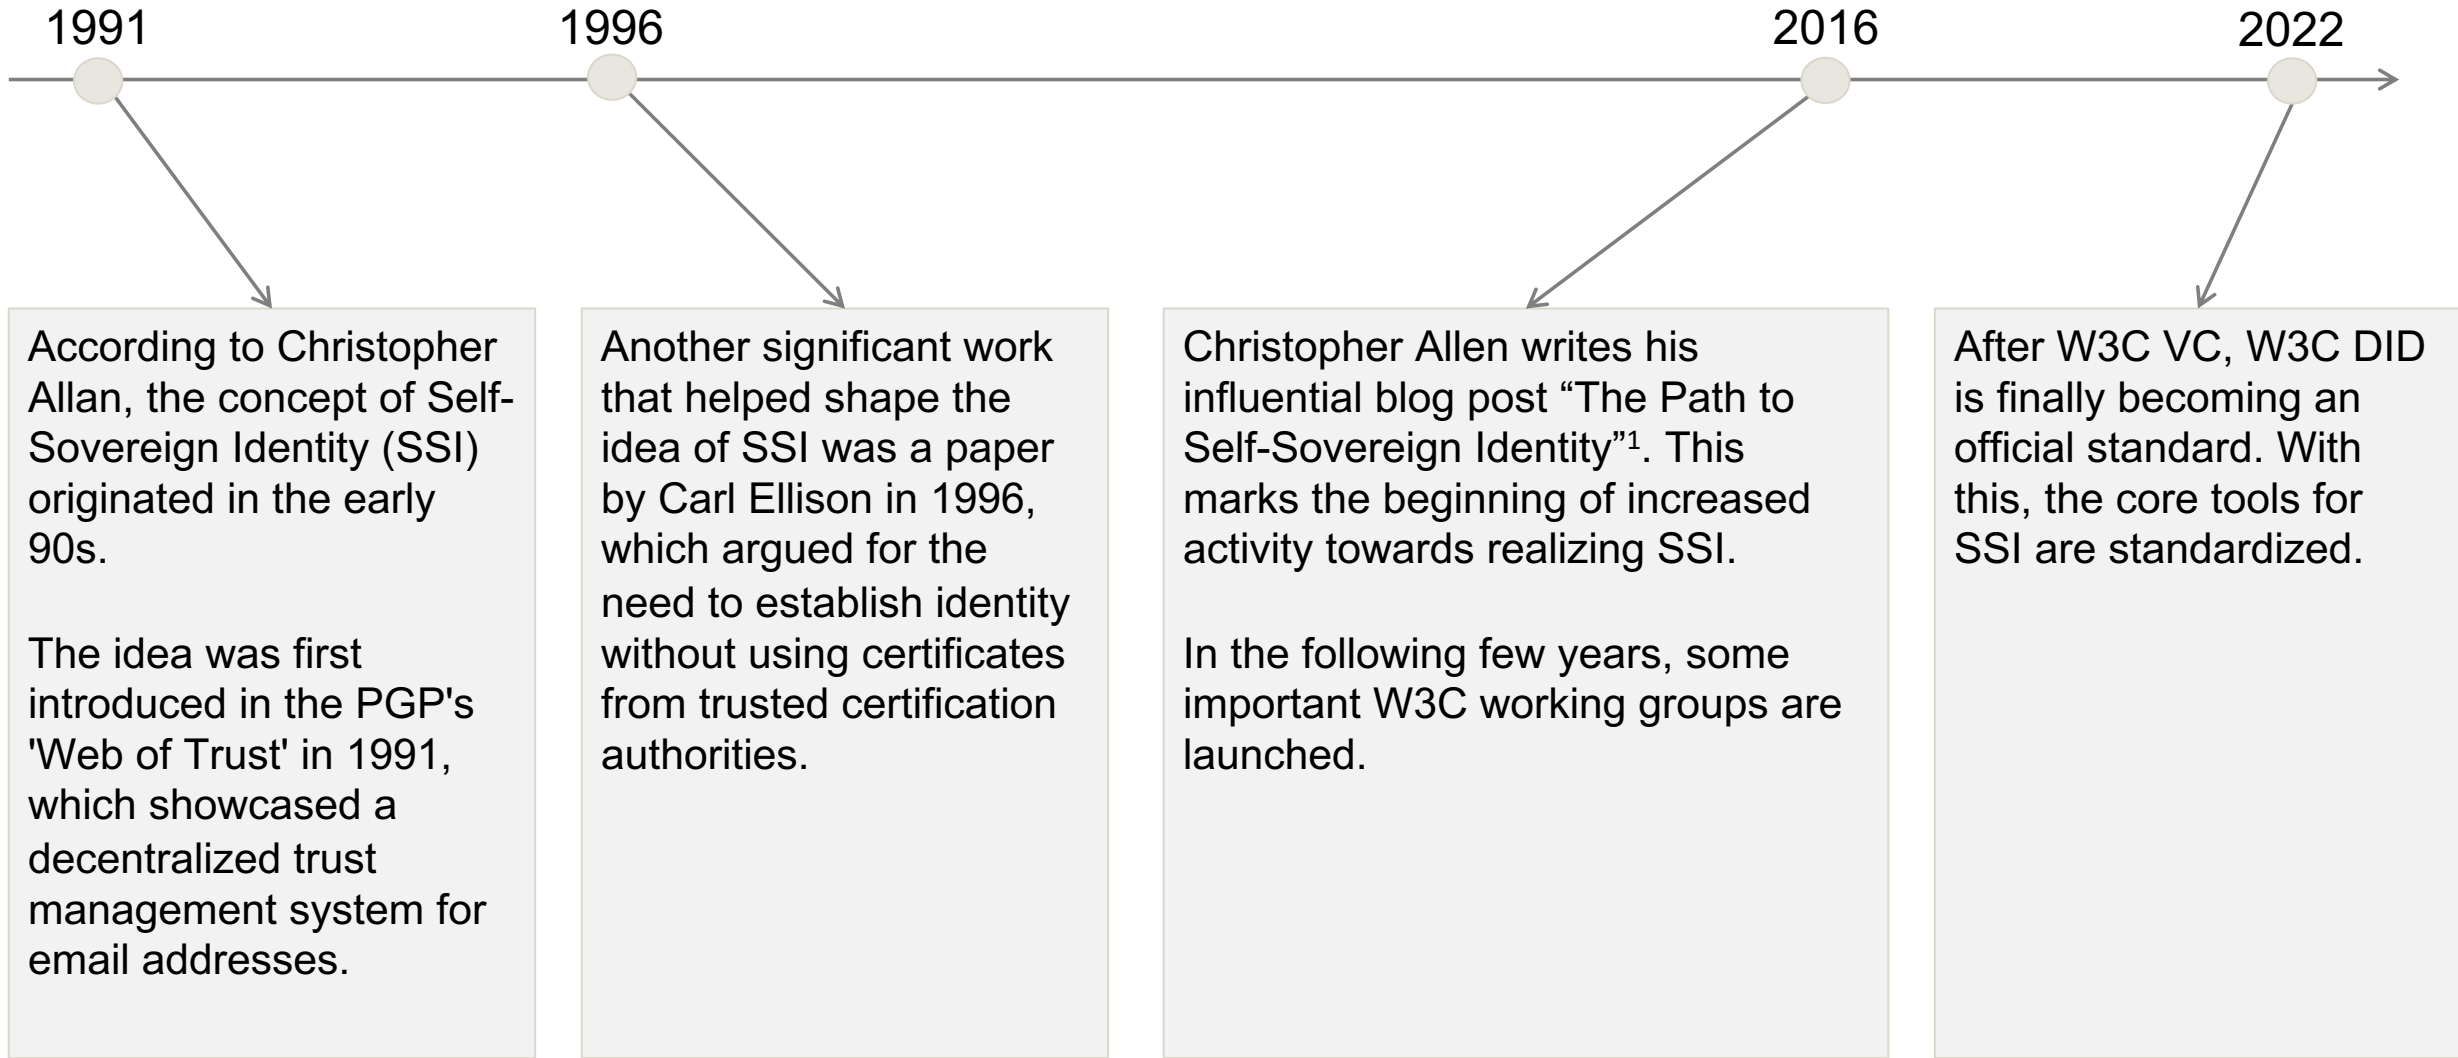 1991
1996
2016
2022
According to Christopher
Allan, the concept of Self-
Sovereign Identity (SSI)
originated in the early
90s.
The idea was first
introduced in the PGP's
'Web of Trust' in 1991,
which showcased a
decentralized trust
management system for
email addresses.
Another significant work
that helped shape the
idea of SSI was a paper
by Carl Ellison in 1996,
which argued for the
need to establish identity
without using certificates
from trusted certification
authorities.
Christopher Allen writes his
influential blog post “The Path to
Self-Sovereign Identity”¹. This
marks the beginning of increased
activity towards realizing SSI.
In the following few years, some
important W3C working groups are
launched.
After W3C VC, W3C DID
is finally becoming an
official standard. With
this, the core tools for
SSI are standardized.